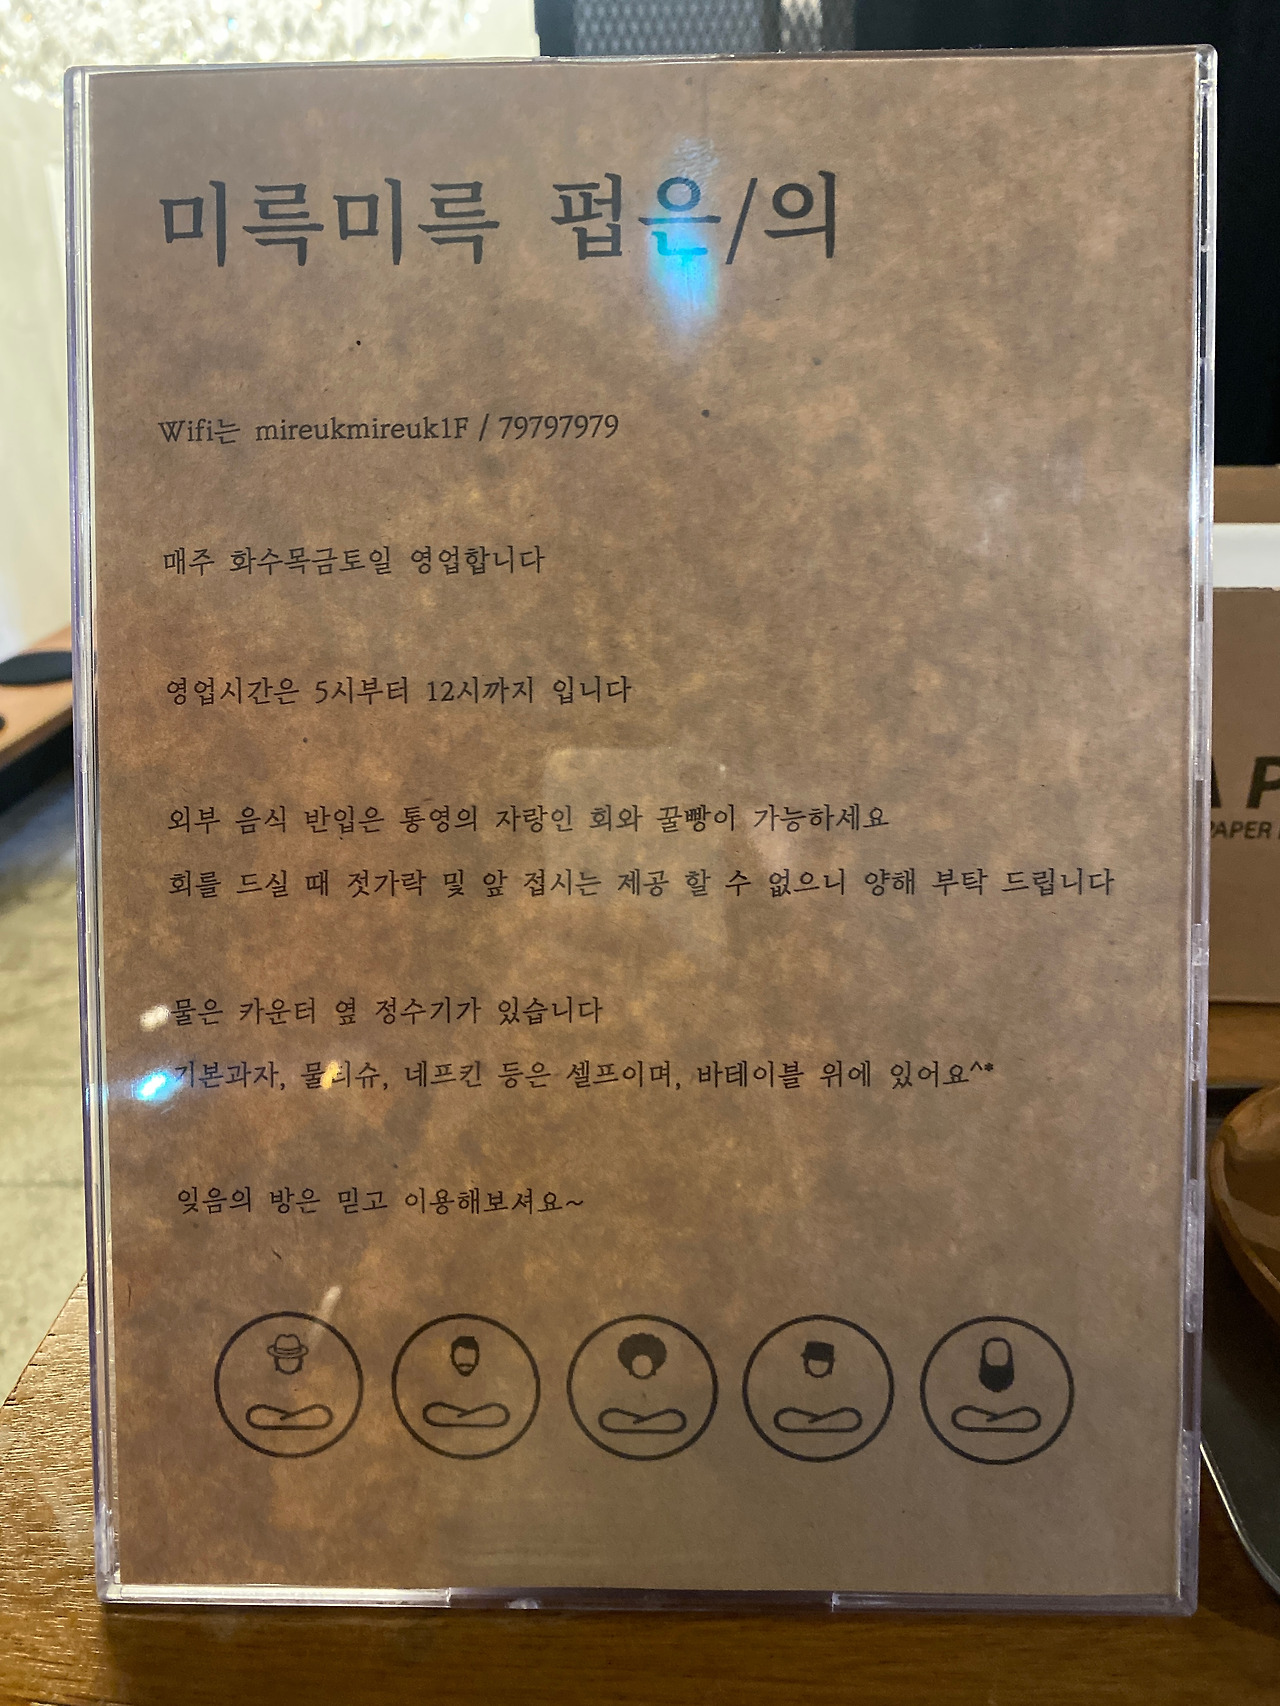 미륵미륵 펍은/의
Wifi는 mireukmireuk1F / 79797979
매주 화수목금토일 영업합니다
영업시간은 5시부터 12시까지 입니다
외부 음식 반입은 통영의 자랑인 회와 꿀빵이 가능하세요
회를 드실 때 젓가락 및 앞 접시는 제공 할 수 없으니 양해 부탁 드립니다
물은 카운터 옆 정수기가 있습니다
기본과자, 물티슈, 네프킨 등은 셀프이며, 바테이블 위에 있어요^*
잊음의 방은 믿고 이용해보셔요~
PAPER